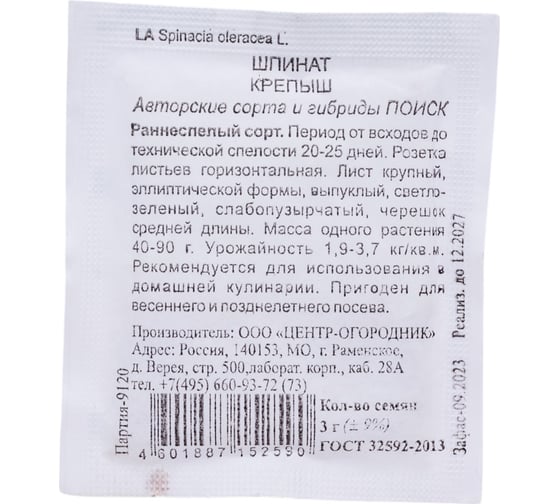 LA Spinacia oleracea L.
ШПИНАТ
КРЕПЫШ
Авторские сорта и гибриды ПОИСК
Раннеспелый сорт. Период от всходов до
технической спелости 20-25 дней. Розетка
листьев горизонтальная. Лист крупный,
эллиптической формы, выпуклый, светло-
зеленый, слабопузырчатый, черешок
средней длины. Масса одного растения
40-90 г. Урожайность 1,9-3,7 кг/кв.м.
Рекомендуется для использования в
домашней кулинарии. Пригоден для
весеннего и позднелетнего посева.
Производитель: ООО «ЦЕНТР-ОГОРОДНИК»
Адрес: Россия, 140153, МО, г. Раменское,
д. Верея, стр. 500,лаборат. корп., каб. 28А
тел. +7(495) 660-93-72 (73)
Кол-во семян
3 г (± 9%)
ГОСТ 32592-2013
4 601887 152590
Партия-9120
Зафас-09.2023 Реализ. до 12.2027